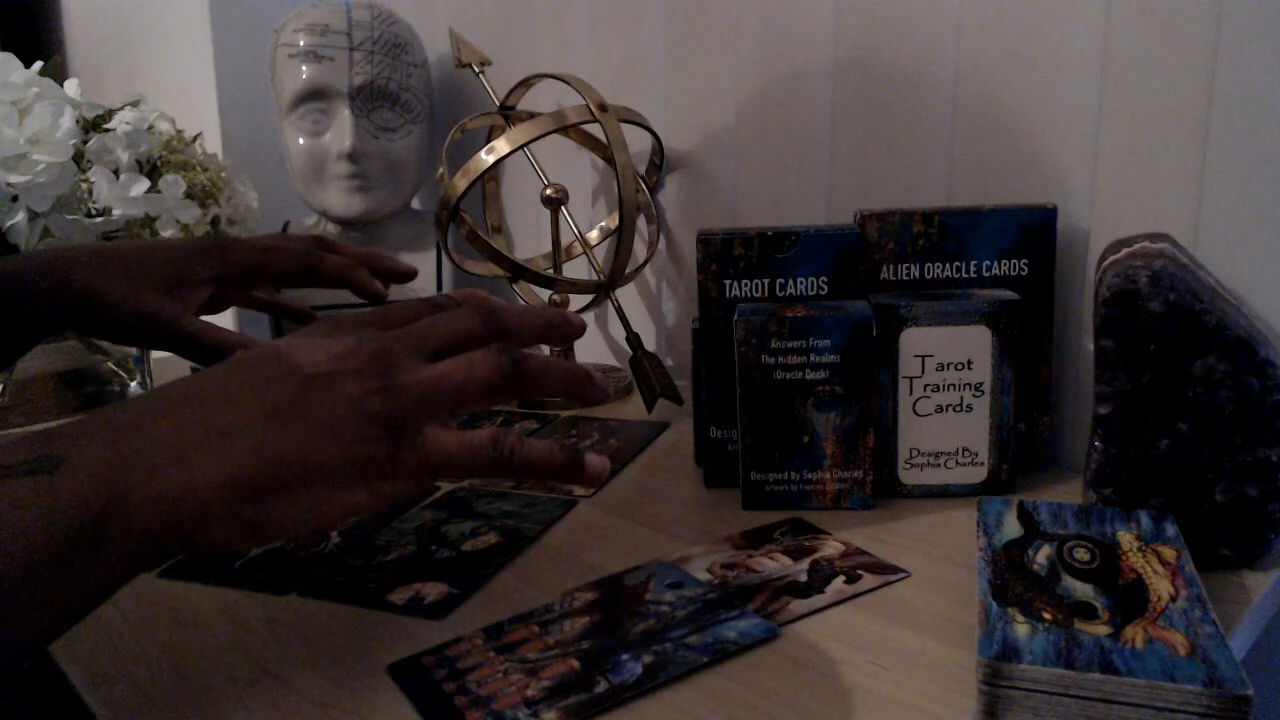 TAROT CARDS
ALIEN ORACLE CARDS
Answers From
The Hidden Realms
(Oracle Deck)
Designed by Sophia Charles
Tarot
Training
Cards
Designed By
Sophia Charles